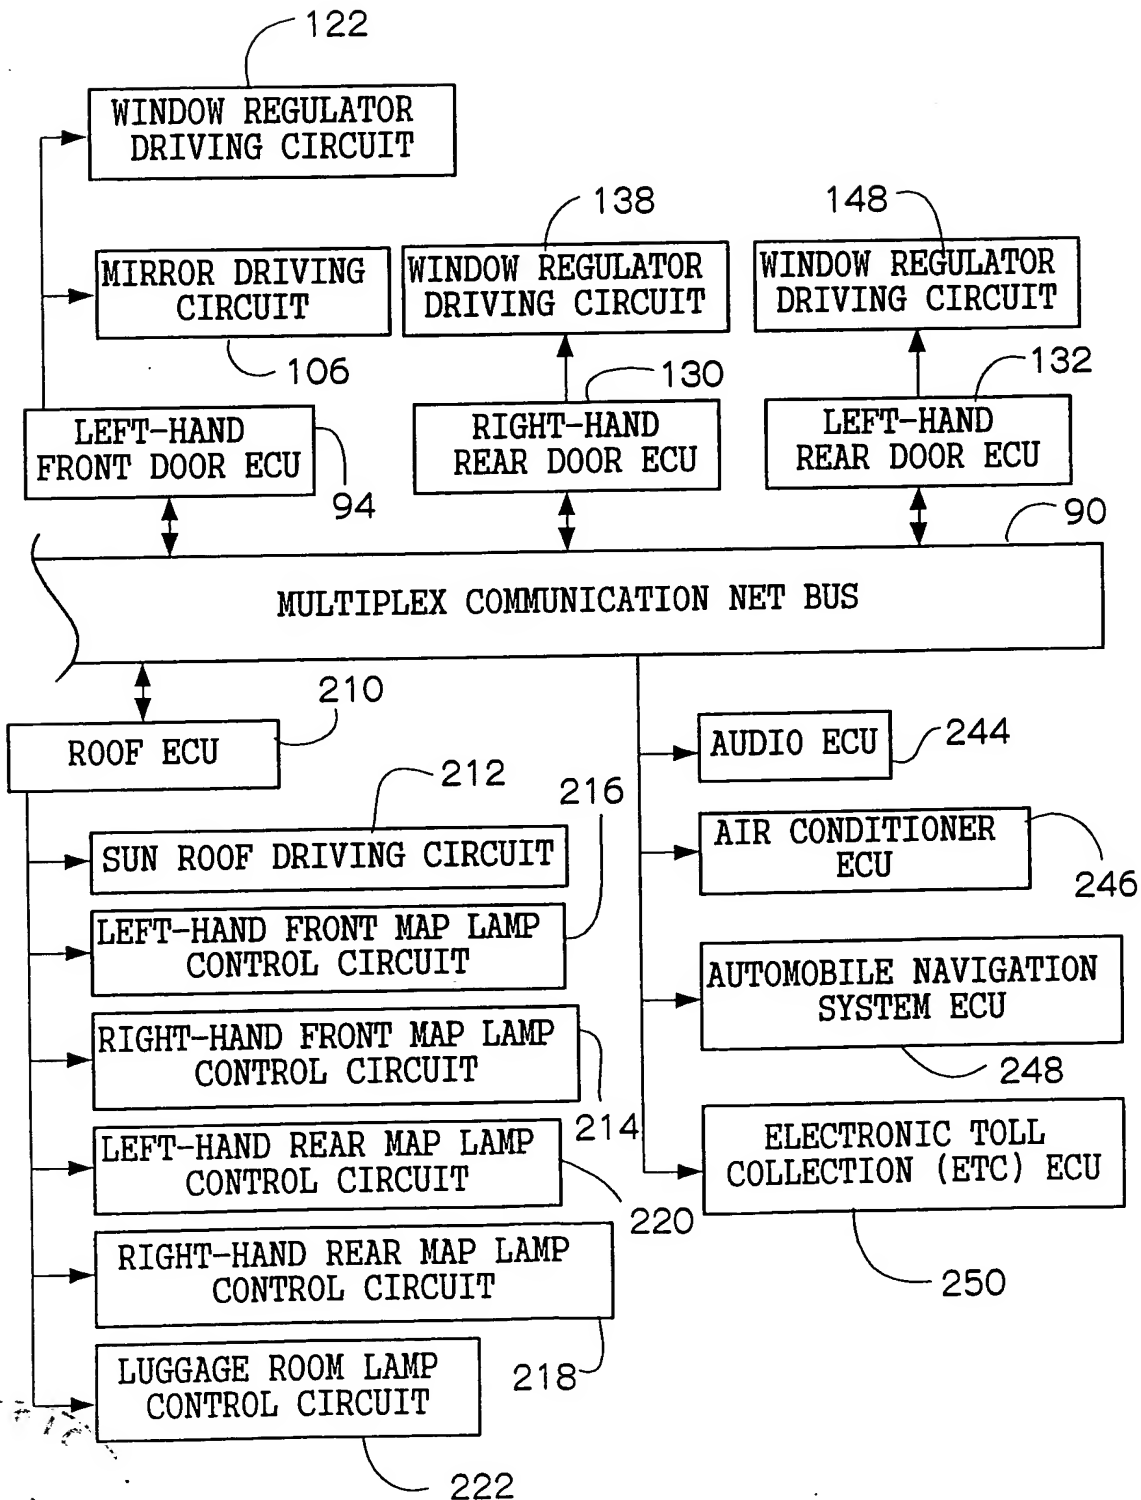 122
WINDOW REGULATOR
DRIVING CIRCUIT
138
148
MIRROR DRIVING
CIRCUIT
WINDOW REGULATOR
DRIVING CIRCUIT
WINDOW REGULATOR
DRIVING CIRCUIT
106
130
132
LEFT-HAND
FRONT DOOR ECU
RIGHT-HAND
REAR DOOR ECU
LEFT-HAND
REAR DOOR ECU
94
90
MULTIPLEX COMMUNICATION NET BUS
210
ROOF ECU
AUDIO ECU
244
212
216
SUN ROOF DRIVING CIRCUIT
AIR CONDITIONER
ECU
246
LEFT-HAND FRONT MAP LAMP
CONTROL CIRCUIT
AUTOMOBILE NAVIGATION
SYSTEM ECU
248
RIGHT-HAND FRONT MAP LAMP
CONTROL CIRCUIT
214
LEFT-HAND REAR MAP LAMP
CONTROL CIRCUIT
220
ELECTRONIC TOLL
COLLECTION (ETC) ECU
250
RIGHT-HAND REAR MAP LAMP
CONTROL CIRCUIT
218
LUGGAGE ROOM LAMP
CONTROL CIRCUIT
222